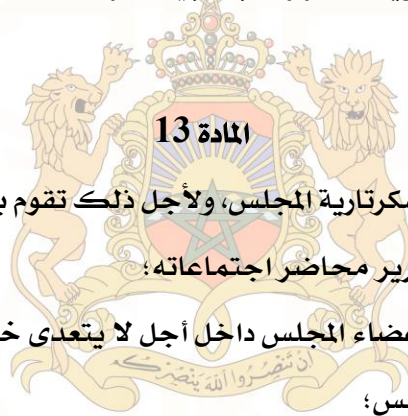 المادة 13
سكرتارية المجلس، ولأجل ذلك تقوم ب
رير محاضر اجتماعاته؛
عضاء المجلس داخل أجل لا يتعدى خ
لس؛
إن تنصروا الله ينصركم